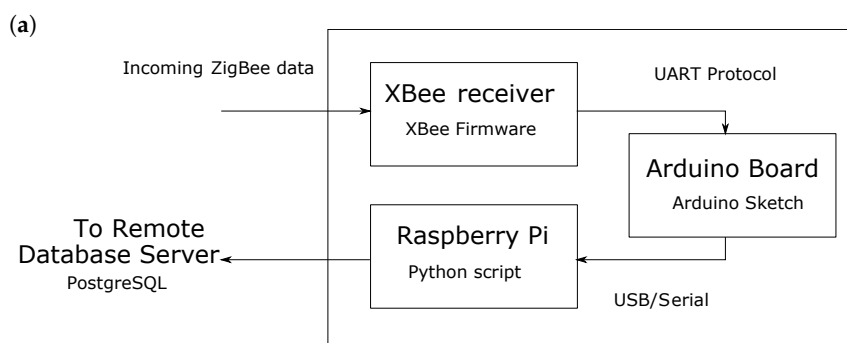 (a)
Incoming ZigBee data
XBee receiver
XBee Firmware
UART Protocol
Arduino Board
Arduino Sketch
USB/Serial
Raspberry Pi
Python script
To Remote
Database Server
PostgreSQL